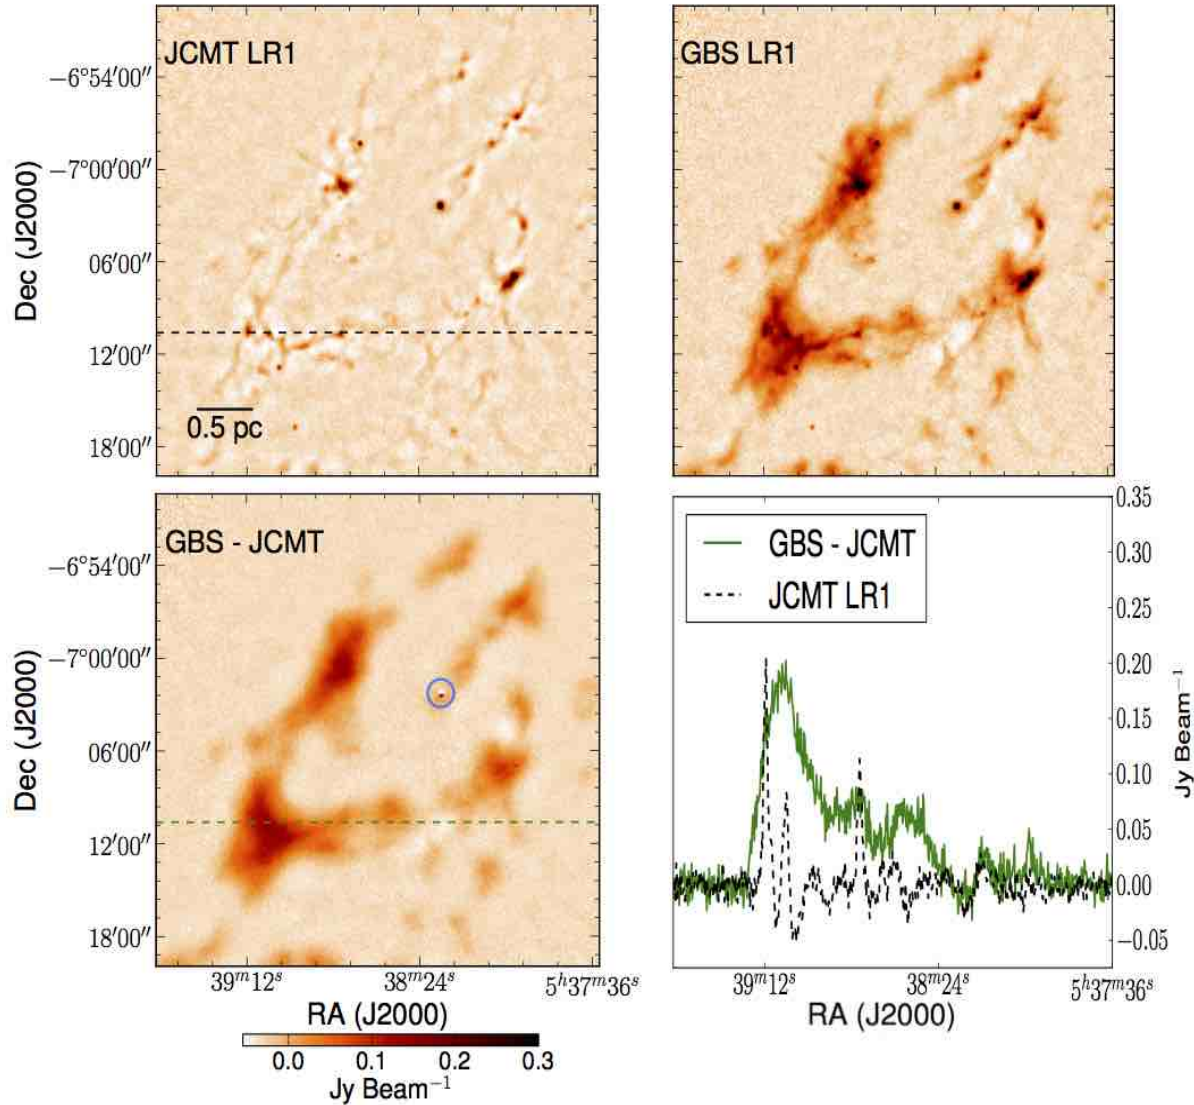 JCMT LR1
GBS LR1
−6°54′00″
−7°00′00″
06′00″
12′00″
18′00″
Dec (J2000)
0.5 pc
GBS - JCMT
−6°54′00″
−7°00′00″
06′00″
12′00″
18′00″
Dec (J2000)
39ᵐ12ˢ
38ᵐ24ˢ
5ʰ37ᵐ36ˢ
RA (J2000)
0.0
0.1
0.2
0.3
Jy Beam⁻¹
GBS - JCMT
JCMT LR1
0.35
0.30
0.25
0.20
0.15
0.10
0.05
0.00
−0.05
Jy Beam⁻¹
39ᵐ12ˢ
38ᵐ24ˢ
5ʰ37ᵐ36ˢ
RA (J2000)